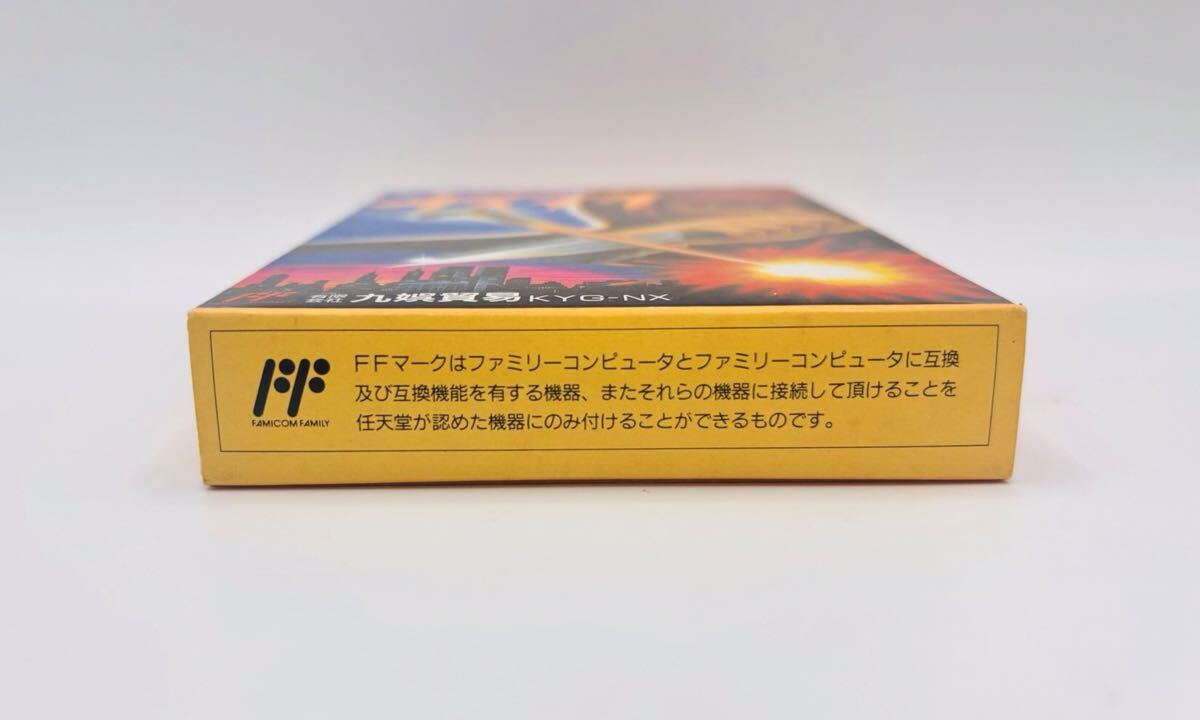 有限会社 九娯貿易 KYG-NX
FFマークはファミリーコンピュータとファミリーコンピュータに互換
及び互換機能を有する機器、またそれらの機器に接続して頂けることを
任天堂が認めた機器にのみ付けることができるものです。
FF
FAMICOM FAMILY